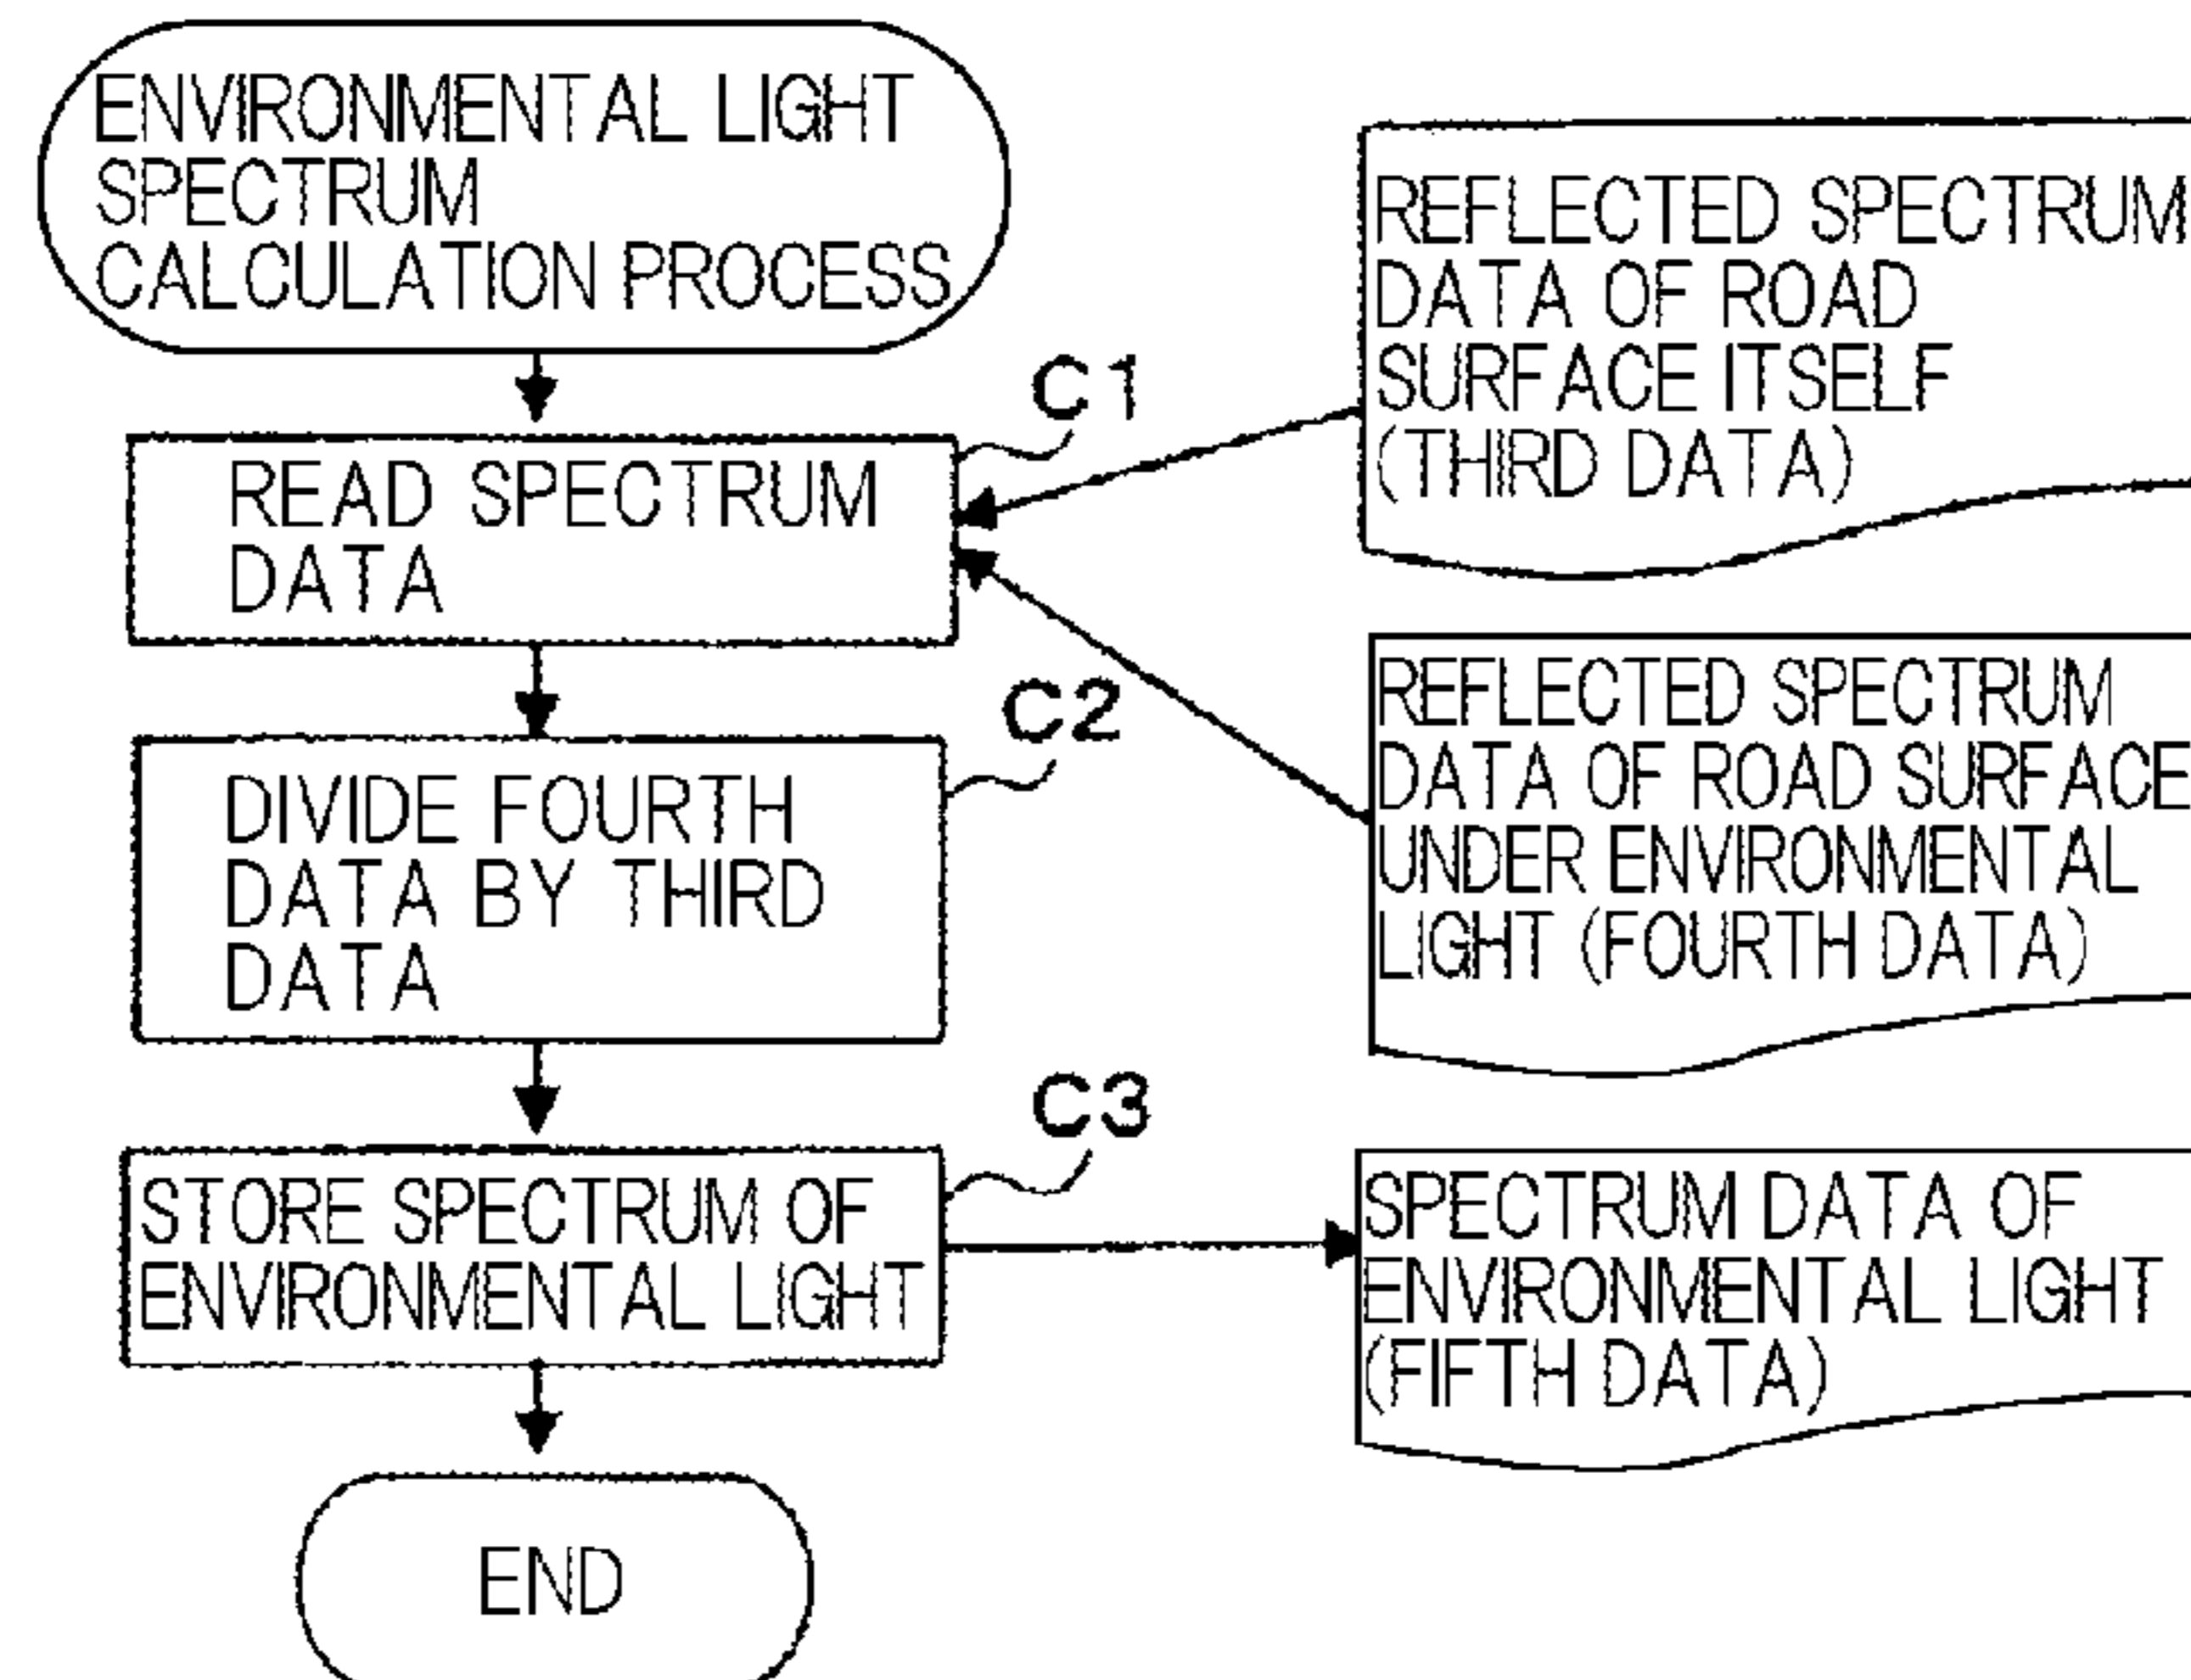 ENVIRONMENTAL LIGHT
SPECTRUM
CALCULATION PROCESS
C1
READ SPECTRUM
DATA
REFLECTED SPECTRUM
DATA OF ROAD
SURFACE ITSELF
(THIRD DATA)
C2
DIVIDE FOURTH
DATA BY THIRD
DATA
REFLECTED SPECTRUM
DATA OF ROAD SURFACE
UNDER ENVIRONMENTAL
LIGHT (FOURTH DATA)
C3
STORE SPECTRUM OF
ENVIRONMENTAL LIGHT
SPECTRUM DATA OF
ENVIRONMENTAL LIGHT
(FIFTH DATA)
END